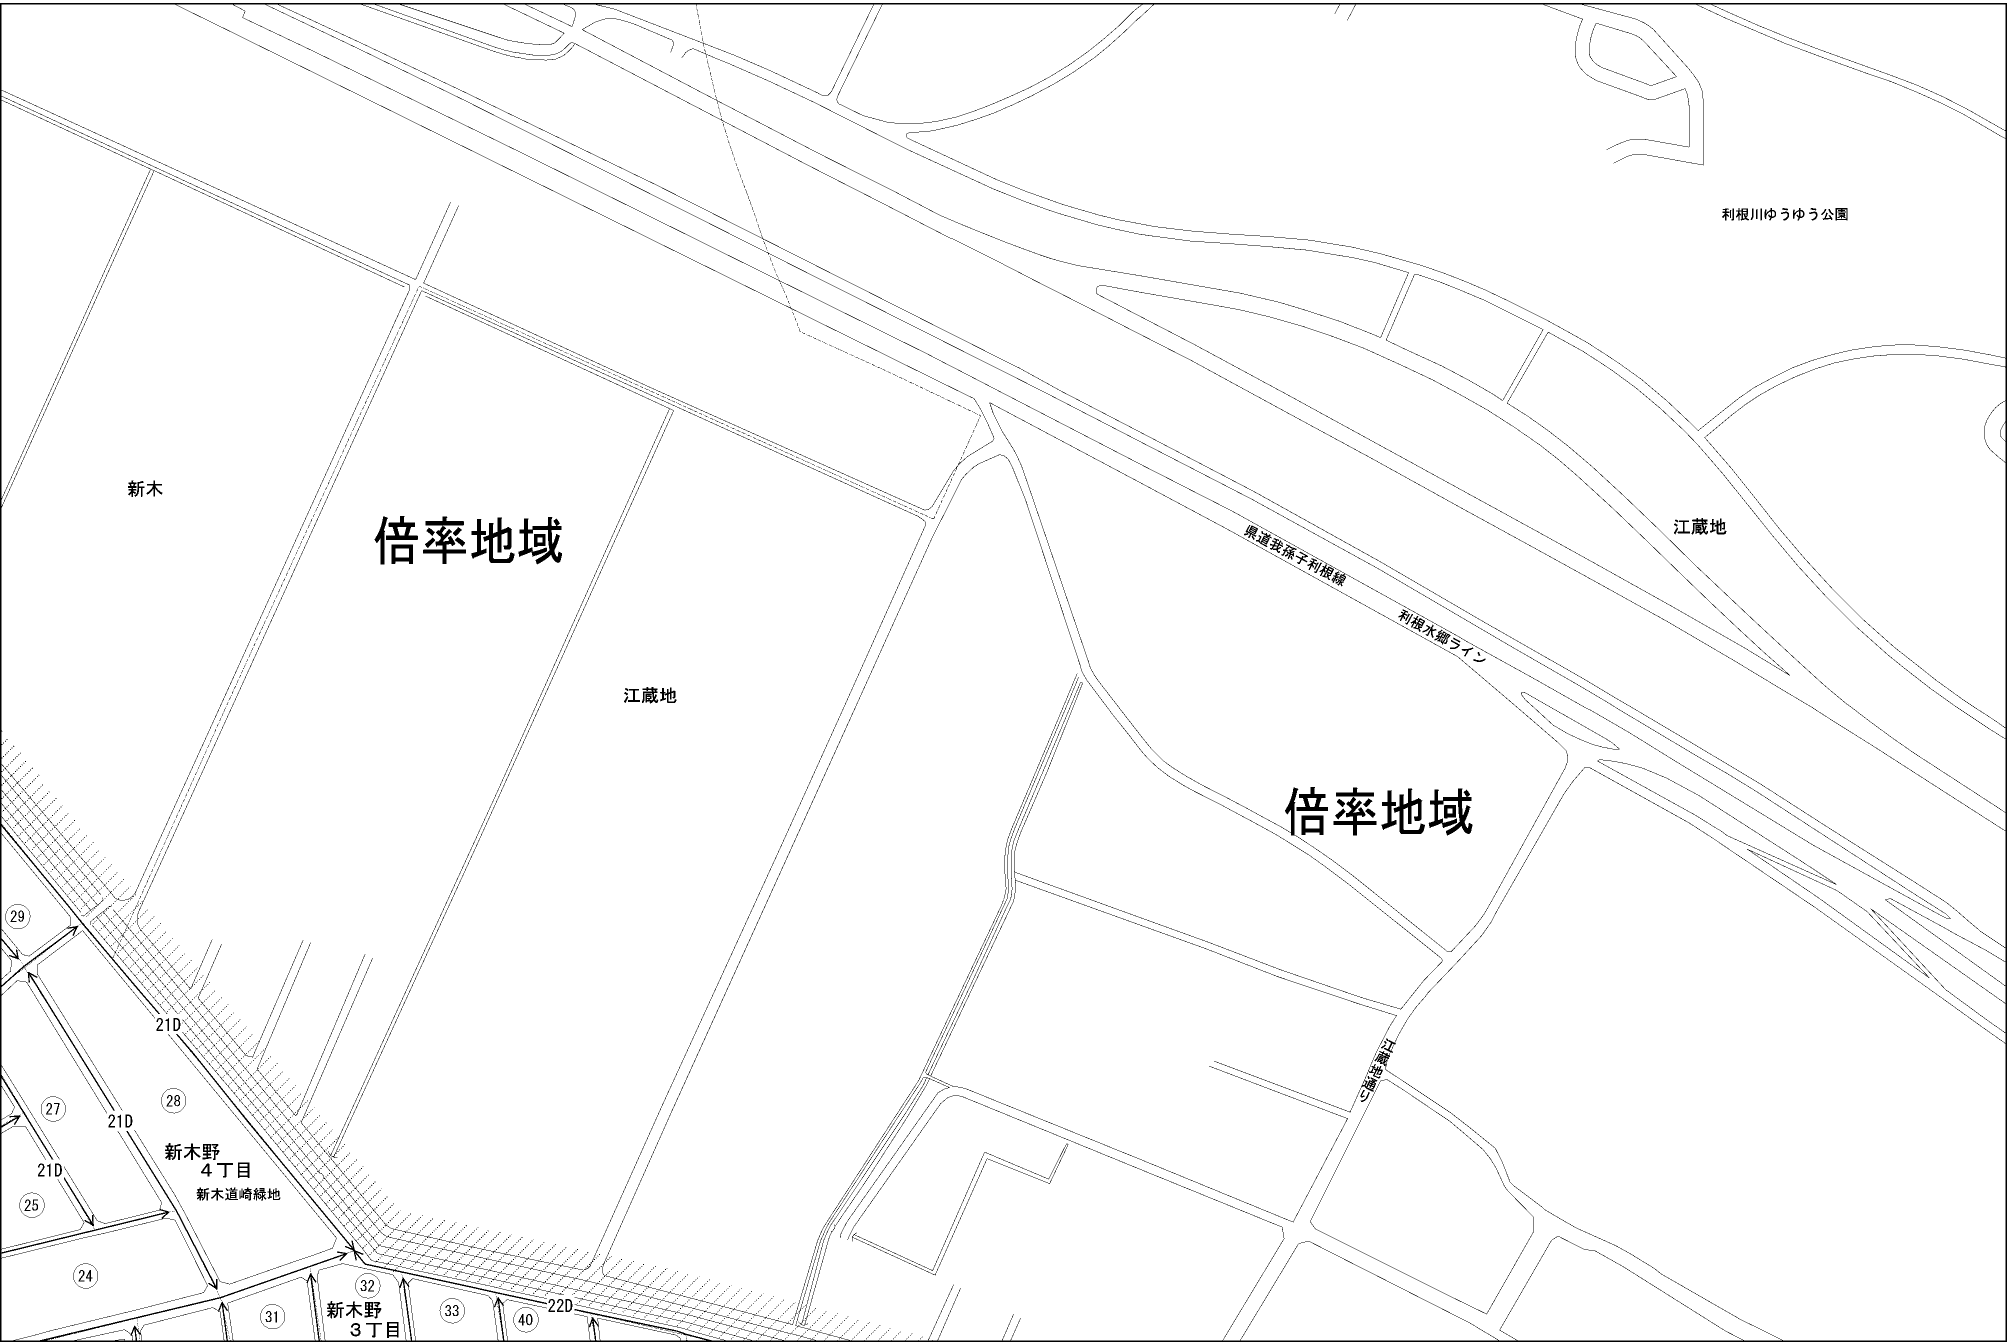 利根川ゆうゆう公園
新木
倍率地域
江蔵地
県道我孫子利根線
利根水郷ライン
江蔵地
倍率地域
29
21D
江蔵地通り
28
27
21D
新木野
4丁目
21D
新木道崎緑地
25
24
32
22D
新木野
3丁目
31
33
40